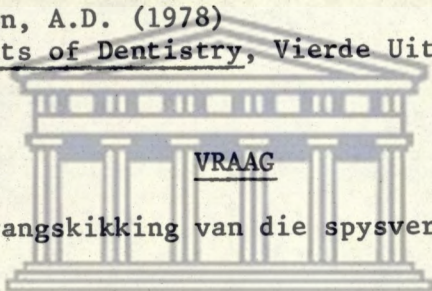 n, A.D. (1978)
ts of Dentistry, Vierde Uit
VRAAG
angskikking van die spysver